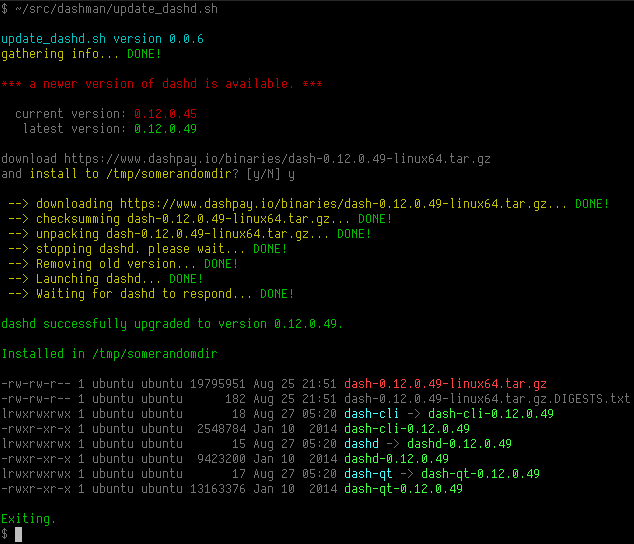 $ ~/src/dashman/update_dashd.sh
update_dashd.sh version 0.0.6
gathering info... DONE!
*** a newer version of dashd is available. ***
current version: 0.12.0.45
latest version: 0.12.0.49
download https://www.dashpay.io/binaries/dash-0.12.0.49-linux64.tar.gz
and install to /tmp/somerandomdir? [y/N] y
--> downloading https://www.dashpay.io/binaries/dash-0.12.0.49-linux64.tar.gz... DONE!
--> checksumming dash-0.12.0.49-linux64.tar.gz... DONE!
--> unpacking dash-0.12.0.49-linux64.tar.gz... DONE!
--> stopping dashd. please wait... DONE!
--> Removing old version... DONE!
--> Launching dashd... DONE!
--> Waiting for dashd to respond... DONE!
dashd successfully upgraded to version 0.12.0.49.
Installed in /tmp/somerandomdir
-rw-rw-r-- 1 ubuntu ubuntu 19795951 Aug 25 21:51 dash-0.12.0.49-linux64.tar.gz
-rw-rw-r-- 1 ubuntu ubuntu 182 Aug 25 21:51 dash-0.12.0.49-linux64.tar.gz.DIGESTS.txt
lrwxrwxrwx 1 ubuntu ubuntu 18 Aug 27 05:20 dash-cli -> dash-cli-0.12.0.49
-rwxr-xr-x 1 ubuntu ubuntu 2548784 Jan 10 2014 dash-cli-0.12.0.49
lrwxrwxrwx 1 ubuntu ubuntu 15 Aug 27 05:20 dashd -> dashd-0.12.0.49
-rwxr-xr-x 1 ubuntu ubuntu 9423200 Jan 10 2014 dashd-0.12.0.49
lrwxrwxrwx 1 ubuntu ubuntu 17 Aug 27 05:20 dash-qt -> dash-qt-0.12.0.49
-rwxr-xr-x 1 ubuntu ubuntu 13163376 Jan 10 2014 dash-qt-0.12.0.49
Exiting.
$